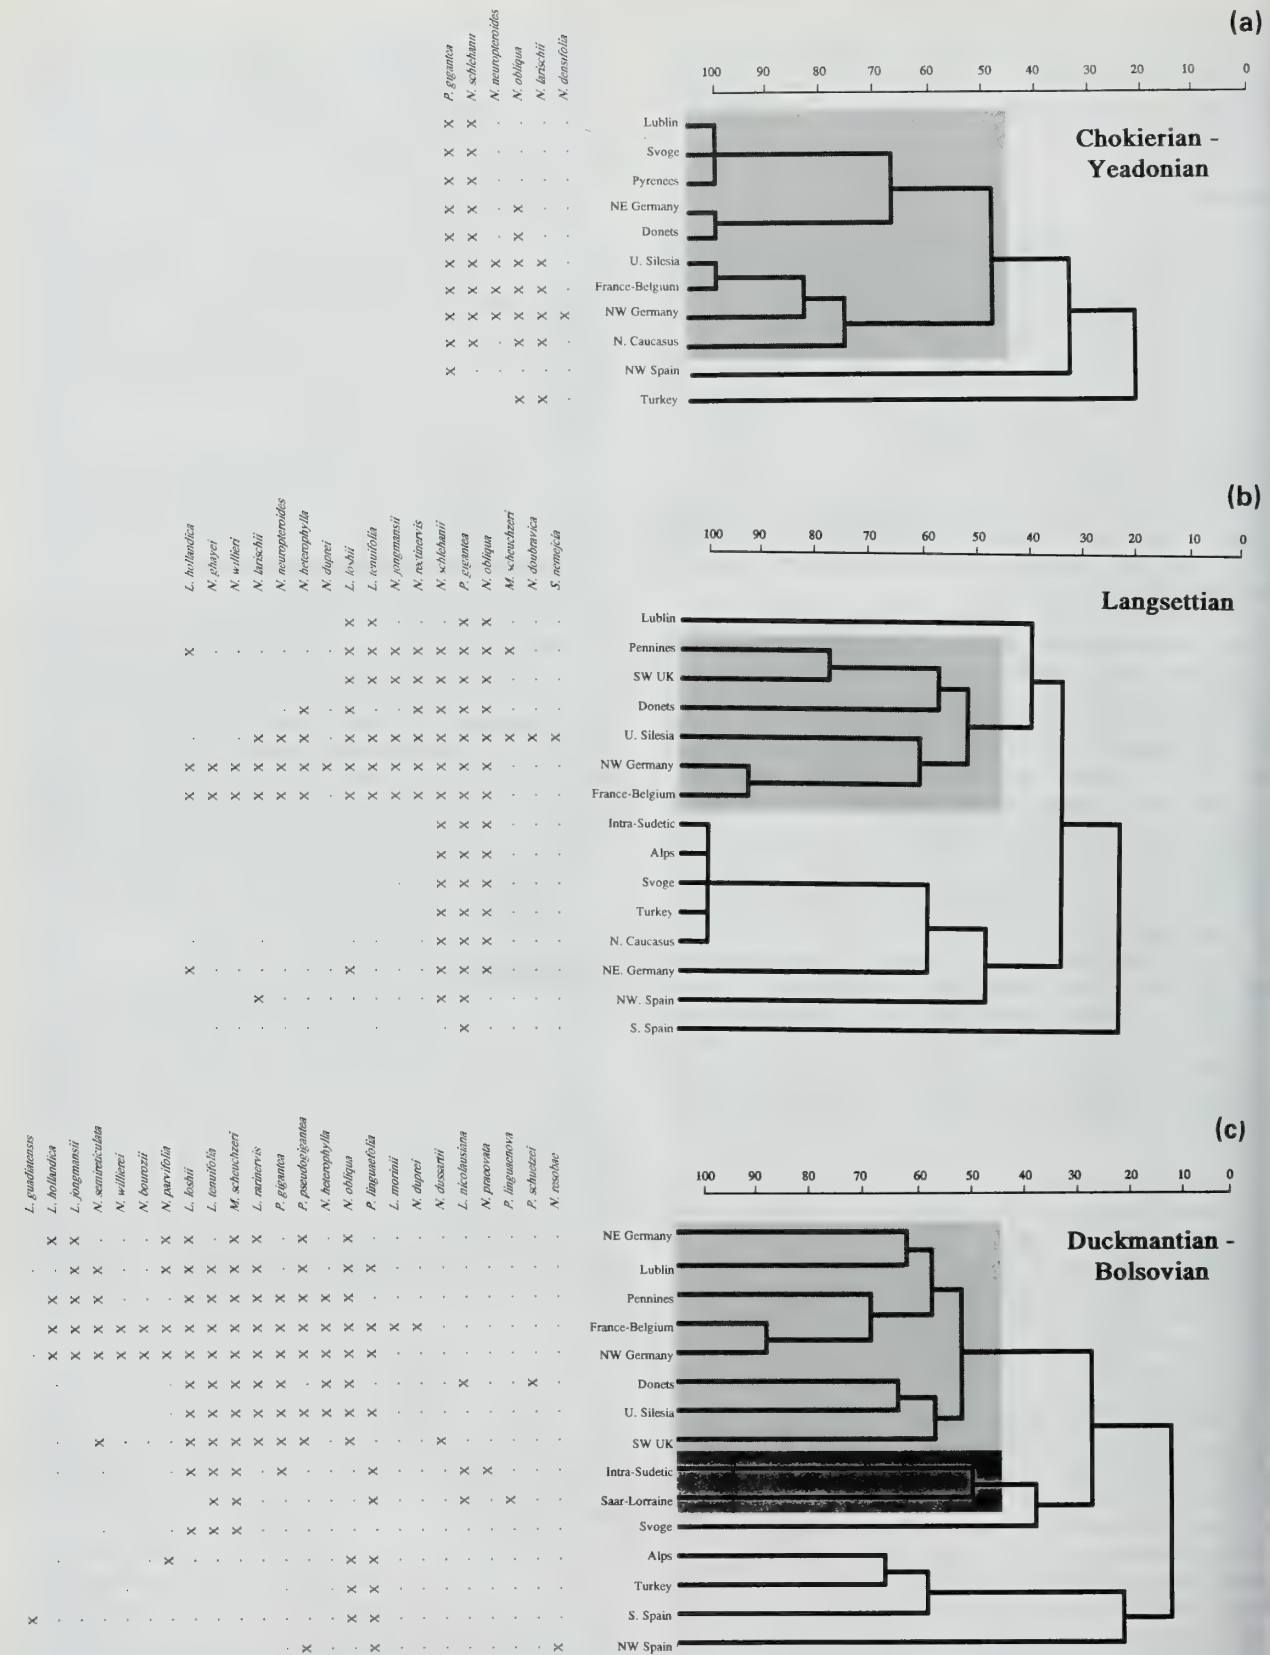 (a)
P. gigantea
N. schlehanii
N. neuropteroides
N. obliqua
N. larischii
N. densifolia
100 90 80 70 60 50 40 30 20 10 0
Chokierian -
Yeadonian
X X . . . . Lublin
X X . . . . Svoge
X X . . . . Pyrenees
X X . X . . NE Germany
X X . X . . Donets
X X X X X . U. Silesia
X X X X X . France-Belgium
X X X X X X NW Germany
X X . X X . N. Caucasus
X . . . . . NW Spain
X X . Turkey
(b)
L. hollandica
N. ghayei
N. willieri
N. larischii
N. neuropteroides
N. heterophylla
N. duprei
L. loshii
L. tenuifolia
N. jongmansii
N. rectinervis
N. schlehanii
P. gigantea
N. obliqua
M. scheuchzeri
N. doubravica
S. nemejcia
100 90 80 70 60 50 40 30 20 10 0
Langsettian
X X . . . X X . . . Lublin
X . . . . . . X X X X X X X X . . Pennines
X X X X X X X . . . SW UK
. X . X . . X X X X . . . Donets
. . . X X X . X X X X X X X X X X U. Silesia
X X X X X X X X X X X X X X . . . NW Germany
X X X X X X . X X X X X X X . . . France-Belgium
X X X . . . Intra-Sudetic
X X X . . . Alps
. X X X . . . Svoge
X X X . . . Turkey
. . . . . . X X X . . . N. Caucasus
X . . . . . . X . . . X X X . . . NE. Germany
X . . . . . . . X X . . . . NW. Spain
. . . . . . . . X . . . . S. Spain
(c)
L. guadiatensis
L. hollandica
L. jongmansii
N. semireticulata
N. willierei
N. bourozii
N. parvifolia
L. loshii
L. tenuifolia
M. scheuchzeri
L. rarinervis
P. gigantea
P. pseudogigantea
N. heterophylla
N. obliqua
P. linguaefolia
L. morinii
N. duprei
N. dussartii
L. nicolausiana
N. praeovata
P. linguaenova
P. schuetzei
N. resobae
100 90 80 70 60 50 40 30 20 10 0
Duckmantian -
Bolsovian
X X . . . X X . X X . X . X . . . . . . . . . NE Germany
. . X X . . X X X X X . X . X X . . . . . . . . Lublin
X X X . . . X X X X X X X X . . . . . . . . . Pennines
X X X X X X X X X X X X X X X X X . . . . . . France-Belgium
. X X X X X X X X X X X X X X X . . . . . . . . NW Germany
. . X X X X X . X X . . . . X . . X . Donets
X X X X X X X X X . . . . . . . . U. Silesia
. X . . . X X X X X X . X . . . X . . . . . SW UK
. . X X X . X . . . X . . . X X . . . Intra-Sudetic
. X X . . . . . X . . . X . X . . Saar-Lorraine
. X X X . . . . . . . . . . . . . . Svoge
. . X . . . . . . . X X . . . . . . . . Alps
. . . . X X . . . . . . . . Turkey
X . . . . . . . . . . . . . X X . . . . . . . . S. Spain
. X . . X . . . . . . . X NW Spain